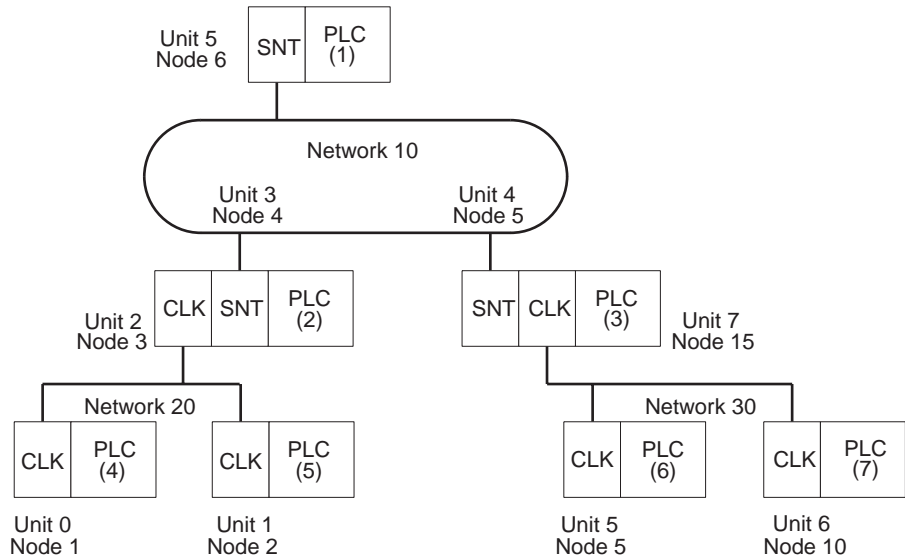 Unit 5
Node 6
SNT
PLC
(1)
Network 10
Unit 3
Node 4
Unit 4
Node 5
CLK
SNT
PLC
(2)
Unit 2
Node 3
SNT
CLK
PLC
(3)
Unit 7
Node 15
Network 20
Network 30
CLK
PLC
(4)
CLK
PLC
(5)
CLK
PLC
(6)
CLK
PLC
(7)
Unit 0
Node 1
Unit 1
Node 2
Unit 5
Node 5
Unit 6
Node 10